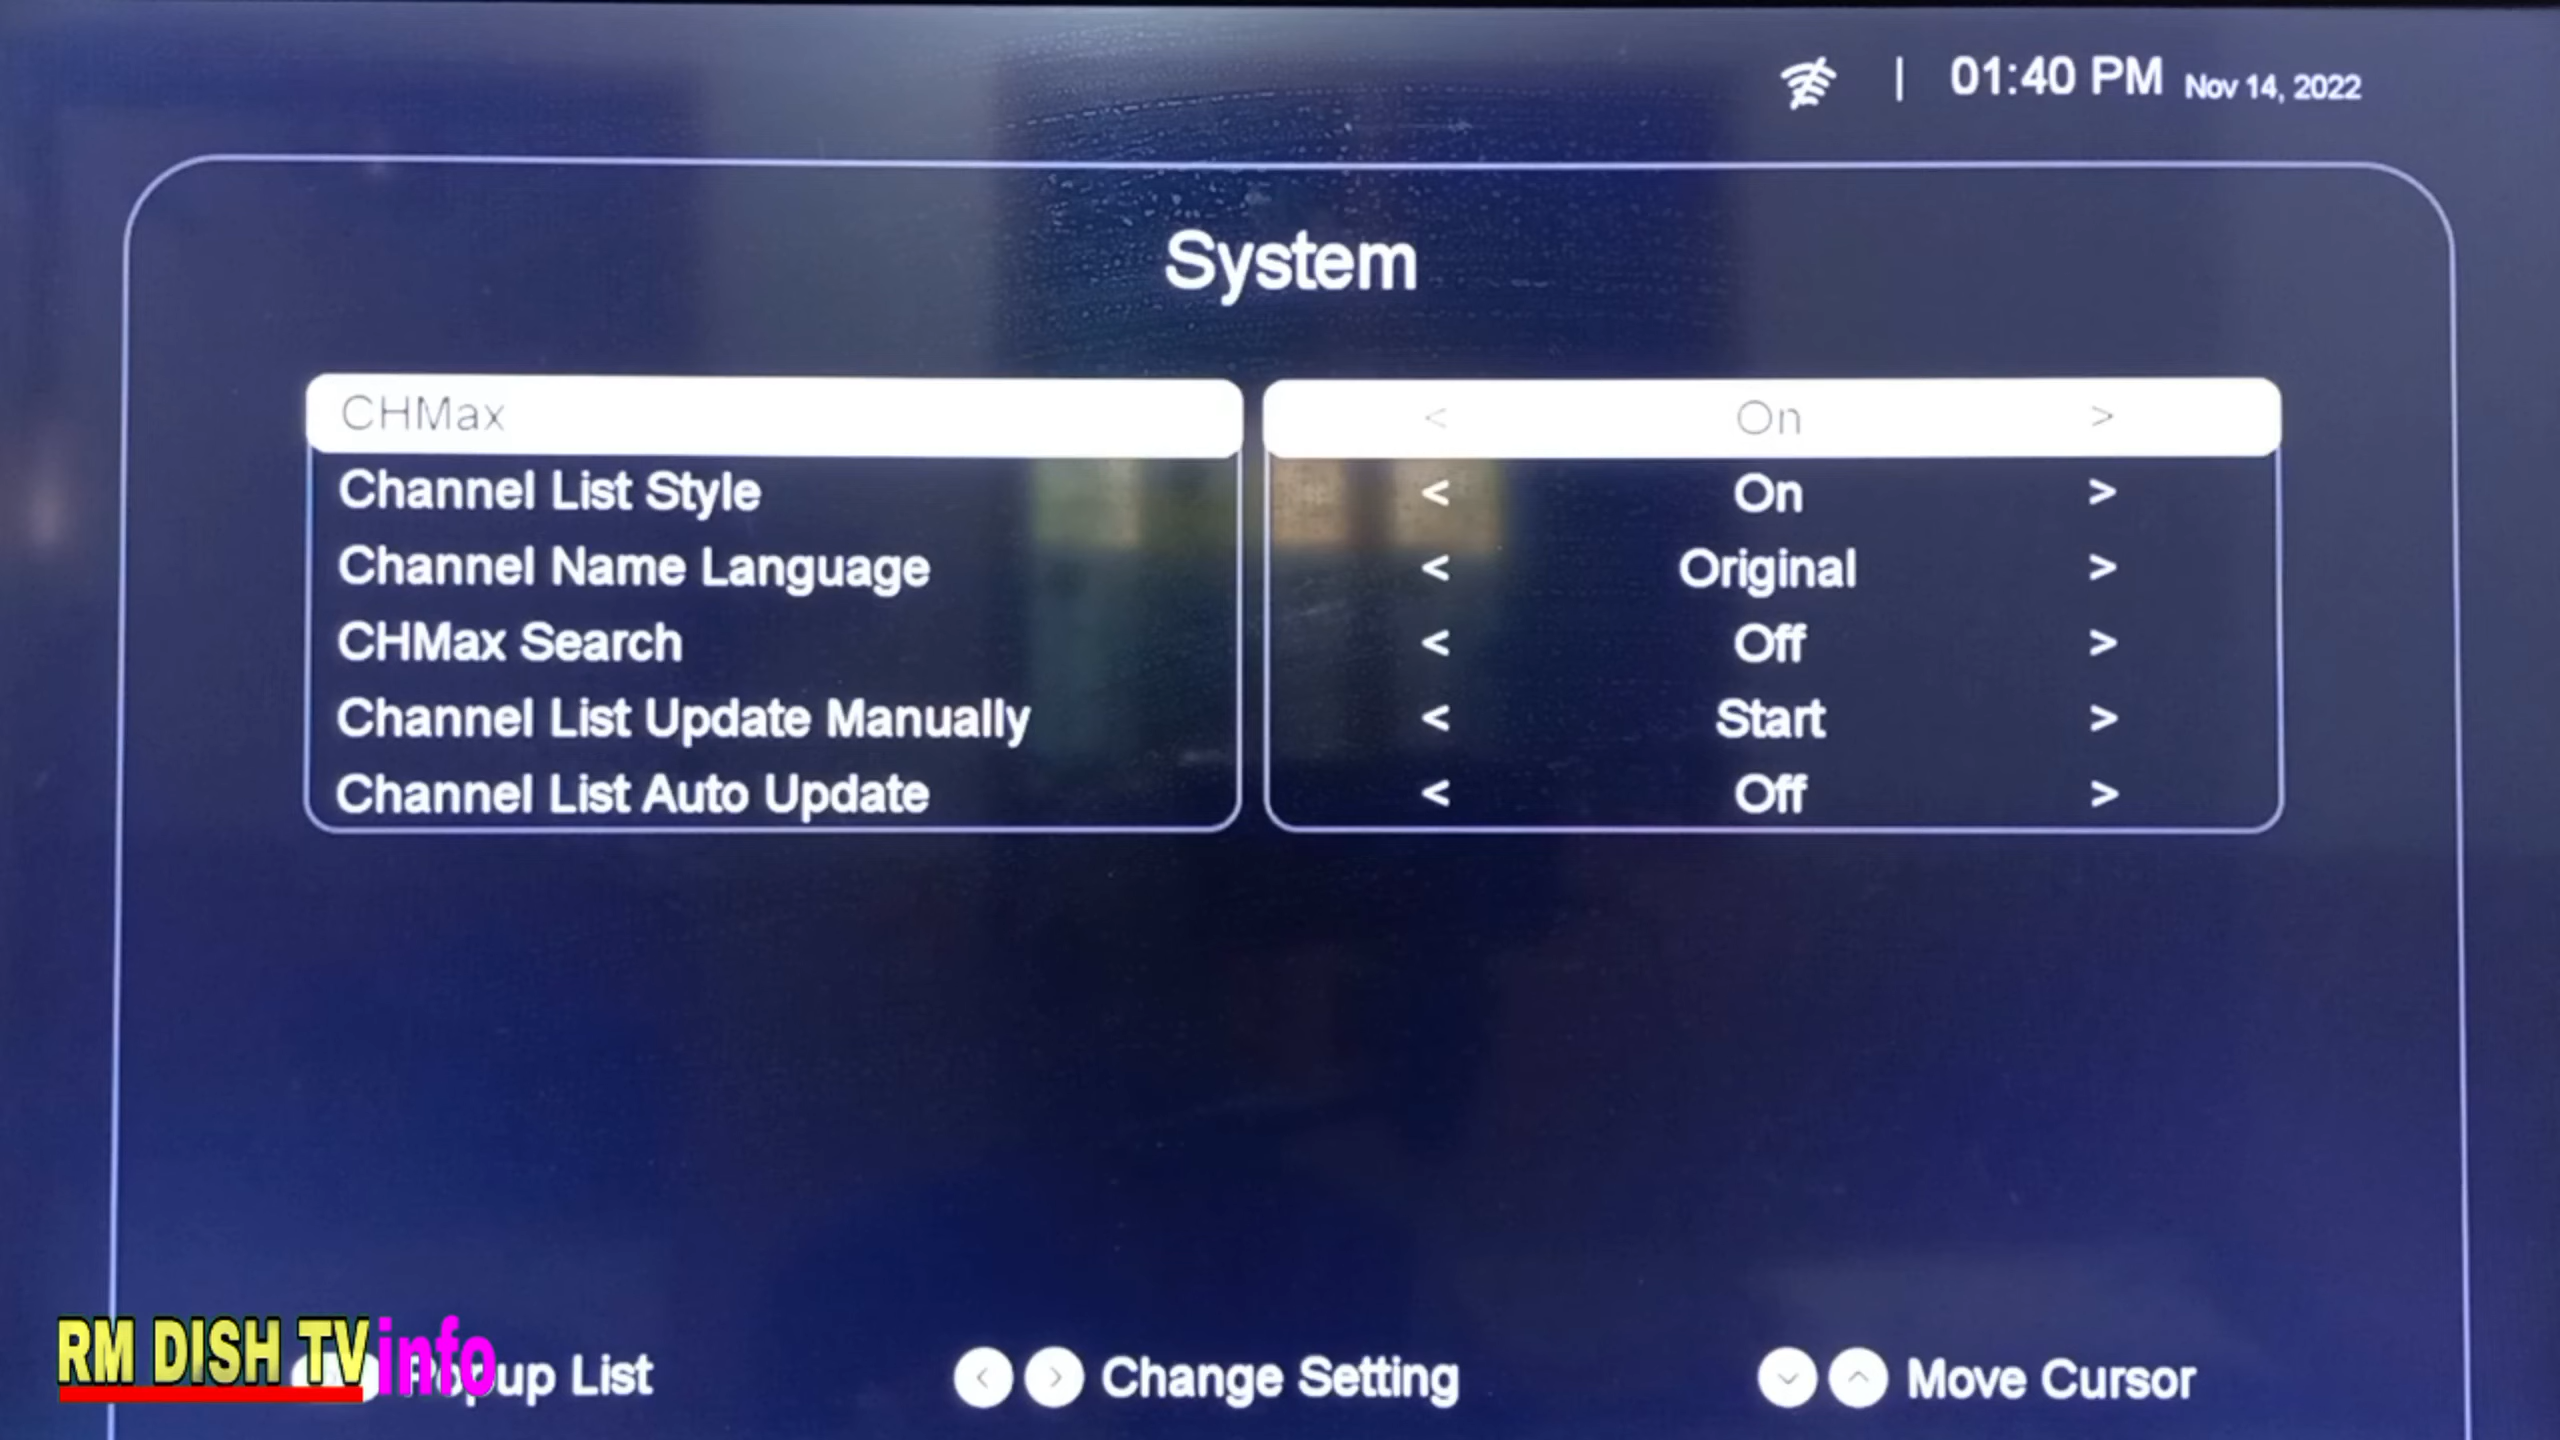 01:40 PM Nov 14, 2022
System
CHMax < On >
Channel List Style < On >
Channel Name Language < Original >
CHMax Search < Off >
Channel List Update Manually < Start >
Channel List Auto Update < Off >
RM DISH TV info
Popup List
Change Setting
Move Cursor